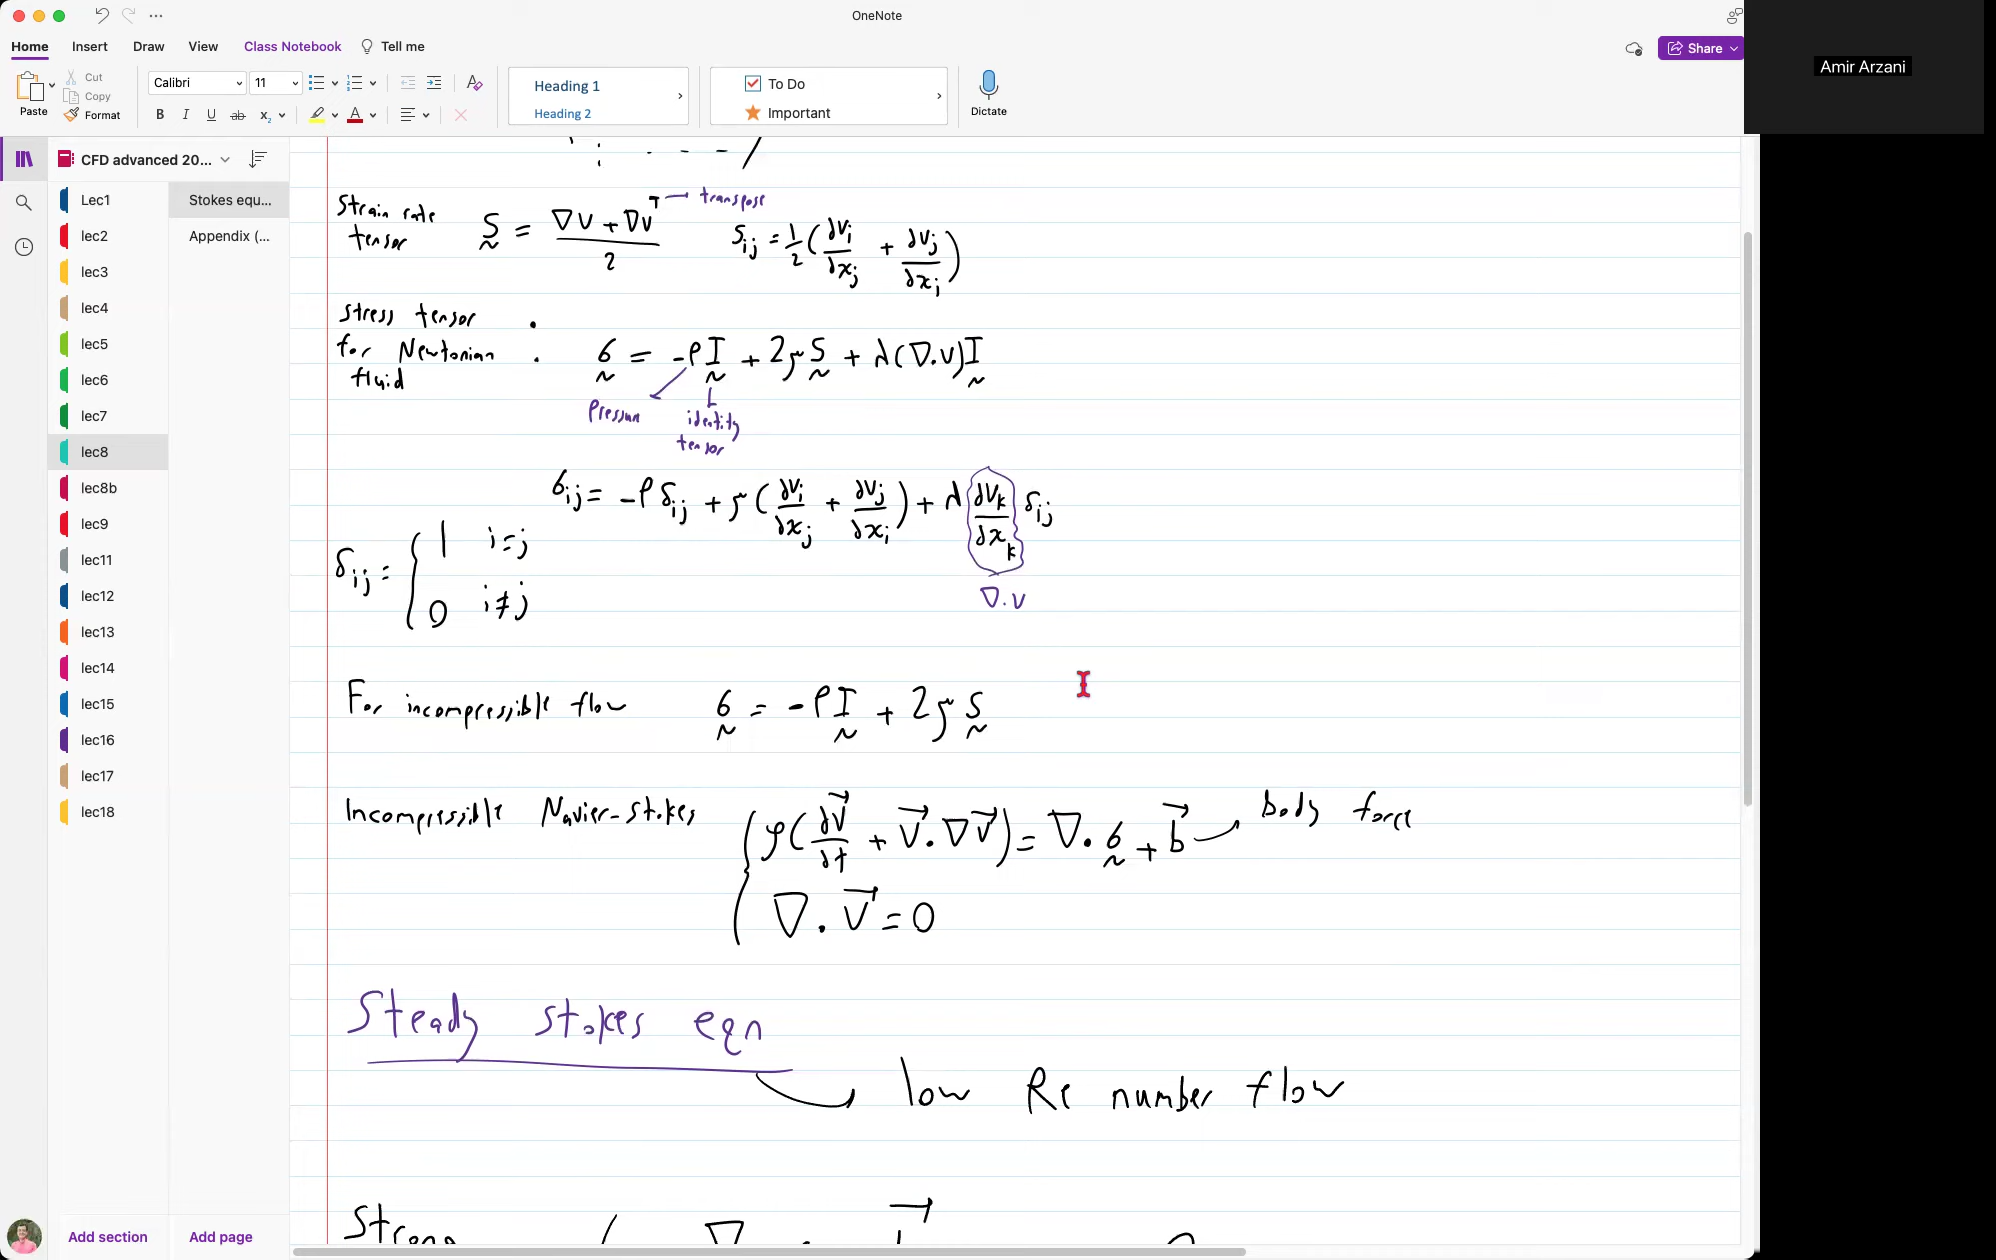 OneNote
Home Insert Draw View Class Notebook Tell me
Share
Amir Arzani
Paste
Cut
Copy
Format
Calibri 11
B I U ab x₂ A
Heading 1
Heading 2
To Do
Important
Dictate
CFD advanced 20...
Lec1
lec2
lec3
lec4
lec5
lec6
lec7
lec8
lec8b
lec9
lec11
lec12
lec13
lec14
lec15
lec16
lec17
lec18
Add section
Stokes equ...
Appendix (...
Add page
Strain rate
tensor
S = (∇V + ∇V^T)/2
transpose
S_ij = 1/2 (∂V_i/∂x_j + ∂V_j/∂x_i)
stress tensor
for Newtonian
fluid
σ = -P I + 2μ S + λ(∇.V) I
Pressure
identity
tensor
σ_ij = -P δ_ij + μ (∂V_i/∂x_j + ∂V_j/∂x_i) + λ ∂V_k/∂x_k δ_ij
∇.V
δ_ij = { 1 i=j
0 i≠j
For incompressible flow σ = -P I + 2μ S
Incompressible Navier-stokes ρ(∂V⃗/∂t + V⃗.∇V⃗) = ∇.σ + b⃗ body force
∇.V⃗ = 0
Steady stokes eqn
low Re number flow
Strong